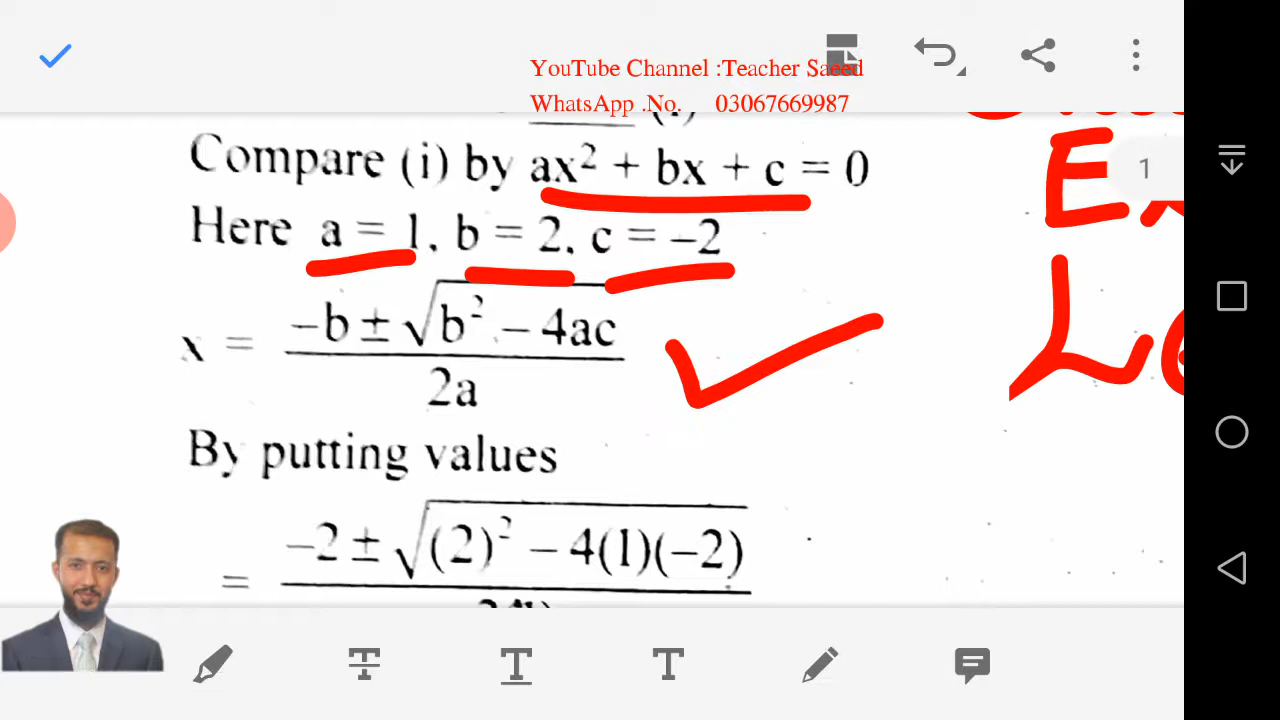 YouTube Channel :Teacher Saeed
WhatsApp .No. 03067669987
Compare (i) by ax² + bx + c = 0
Here a = 1, b = 2, c = –2
x = –b ± √b² – 4ac / 2a
By putting values
= –2 ± √(2)² – 4(1)(–2)
1